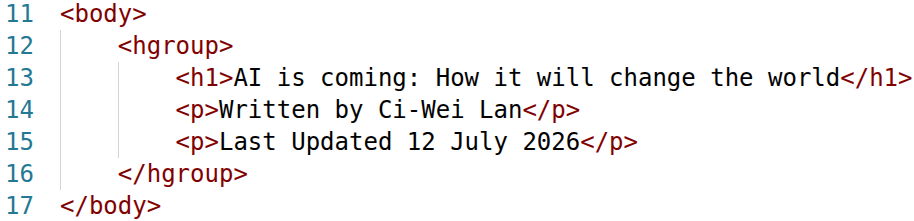 11 <body>
12     <hgroup>
13         <h1>AI is coming: How it will change the world</h1>
14         <p>Written by Ci-Wei Lan</p>
15         <p>Last Updated 12 July 2026</p>
16     </hgroup>
17 </body>